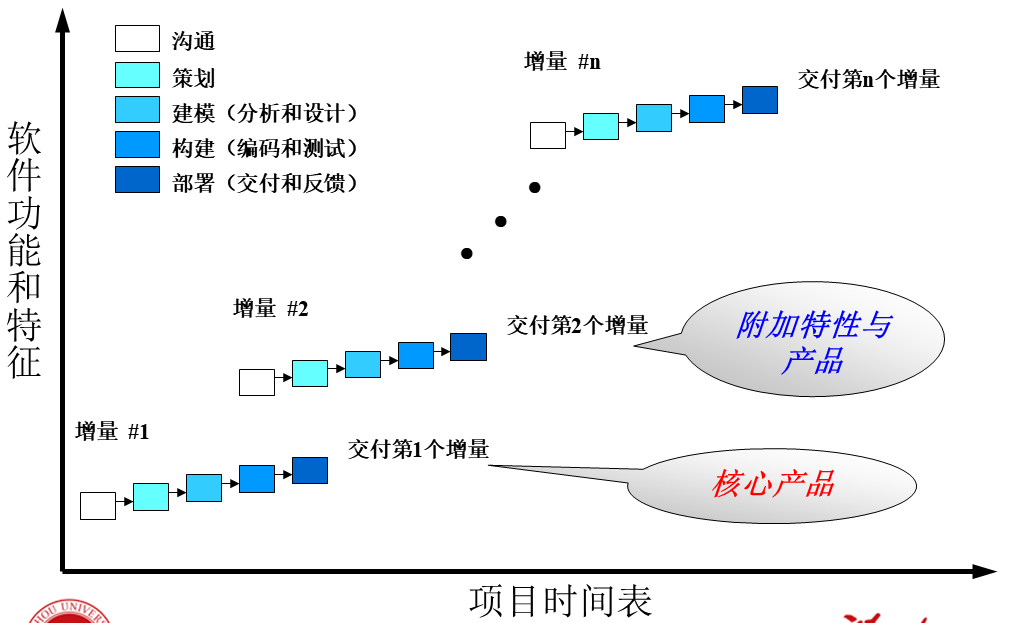 沟通
策划
建模（分析和设计）
构建（编码和测试）
部署（交付和反馈）
增量 #n
交付第n个增量
软件功能和特征
增量 #2
交付第2个增量
附加特性与
产品
增量 #1
交付第1个增量
核心产品
项目时间表